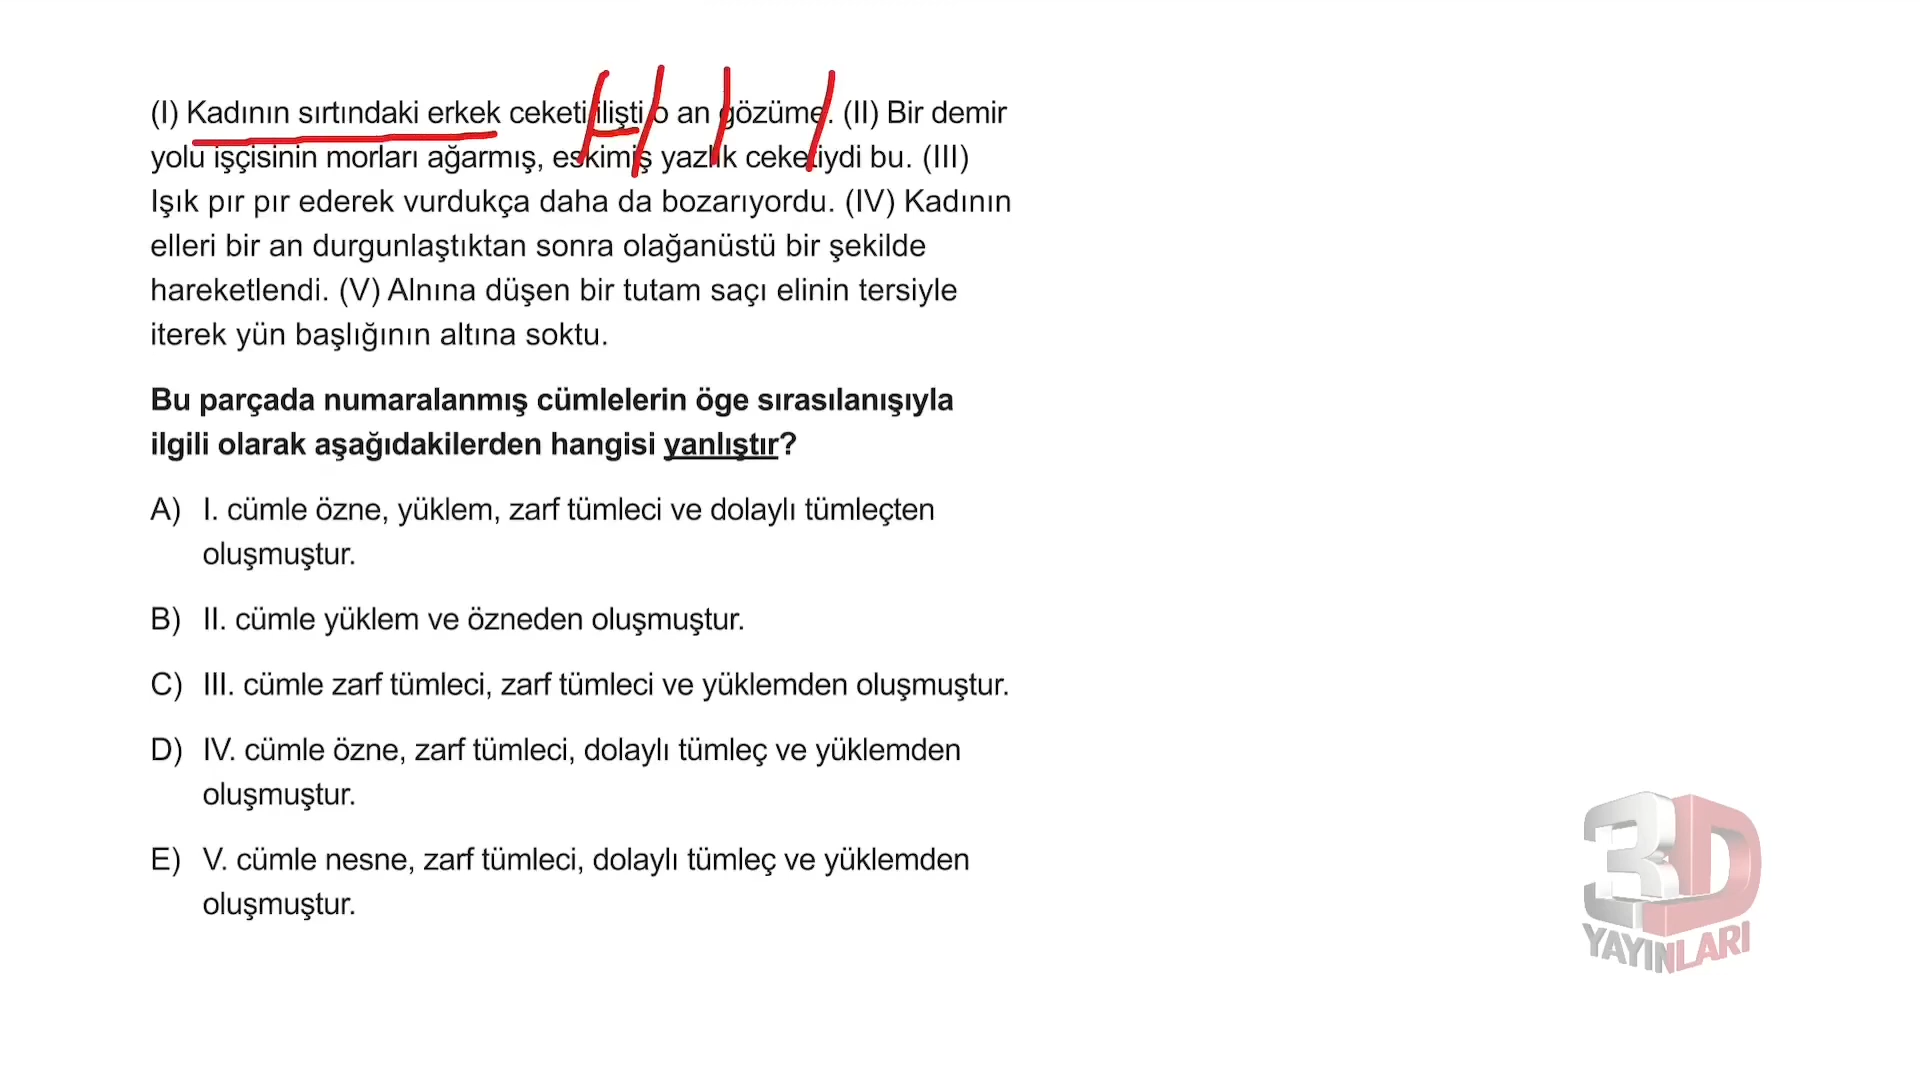 (I) Kadının sırtındaki erkek ceketi ilişti o an gözüme. (II) Bir demir
yolu işçisinin morları ağarmış, eskimiş yazlık ceketiydi bu. (III)
Işık pır pır ederek vurdukça daha da bozarıyordu. (IV) Kadının
elleri bir an durgunlaştıktan sonra olağanüstü bir şekilde
hareketlendi. (V) Alnına düşen bir tutam saçı elinin tersiyle
iterek yün başlığının altına soktu.
Bu parçada numaralanmış cümlelerin öge sırasılanışıyla
ilgili olarak aşağıdakilerden hangisi yanlıştır?
A) I. cümle özne, yüklem, zarf tümleci ve dolaylı tümleçten
oluşmuştur.
B) II. cümle yüklem ve özneden oluşmuştur.
C) III. cümle zarf tümleci, zarf tümleci ve yüklemden oluşmuştur.
D) IV. cümle özne, zarf tümleci, dolaylı tümleç ve yüklemden
oluşmuştur.
E) V. cümle nesne, zarf tümleci, dolaylı tümleç ve yüklemden
oluşmuştur.
3D
YAYINLARI